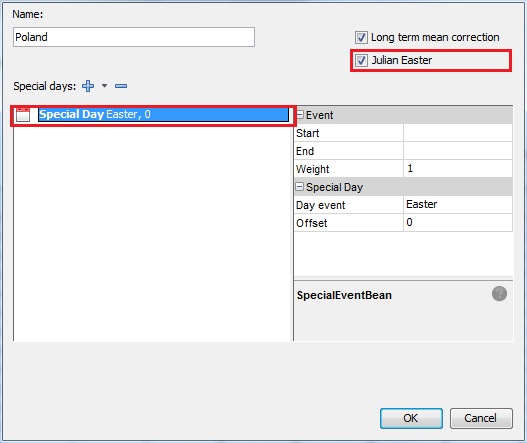 Name:
Poland
Long term mean correction
Julian Easter
Special days:
Special Day Easter, 0
Event
Start
End
Weight 1
Special Day
Day event Easter
Offset 0
SpecialEventBean
?
OK Cancel